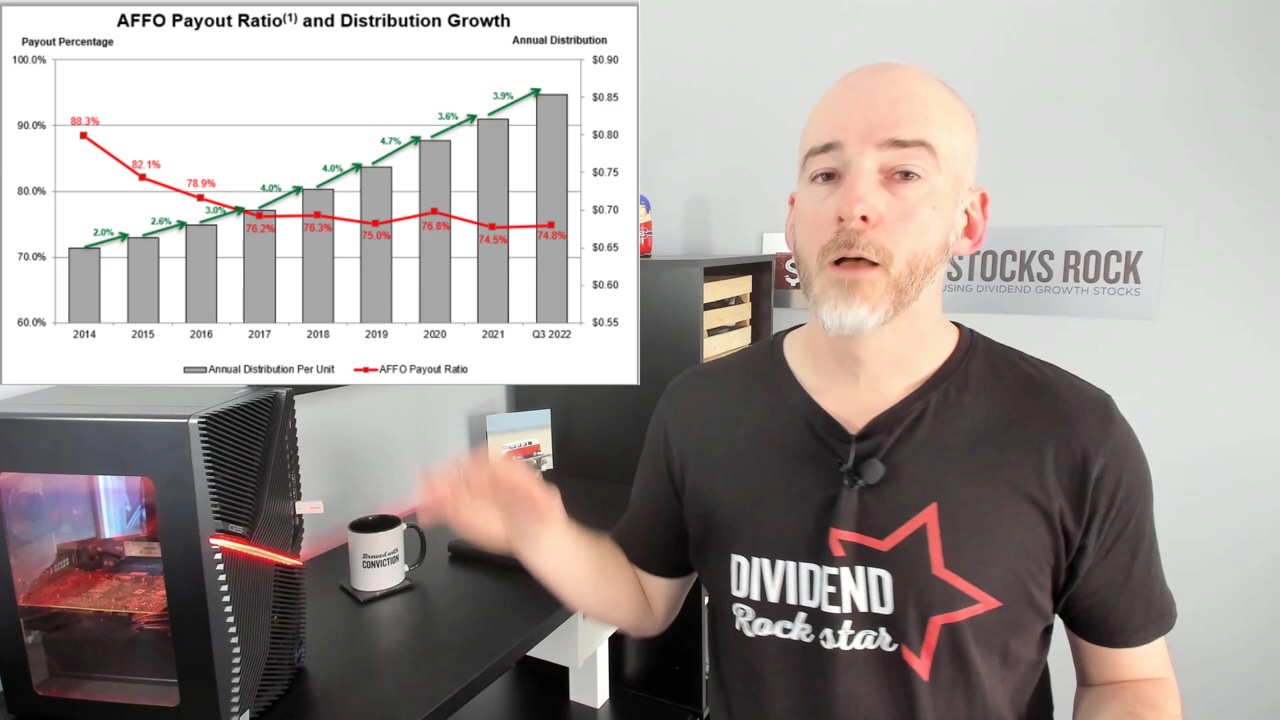 AFFO Payout Ratio(1) and Distribution Growth
Payout Percentage
Annual Distribution
100.0%
90.0%
80.0%
70.0%
60.0%
$0.90
$0.85
$0.80
$0.75
$0.70
$0.65
$0.60
$0.55
2.0%
2.6%
3.0%
4.0%
4.0%
4.7%
3.6%
3.9%
88.3%
82.1%
78.9%
76.2%
76.3%
75.0%
76.8%
74.5%
74.8%
2014 2015 2016 2017 2018 2019 2020 2021 Q3 2022
Annual Distribution Per Unit AFFO Payout Ratio
$ STOCKS ROCK
USING DIVIDEND GROWTH STOCKS
Brewed with
CONVICTION
DIVIDEND
Rock star